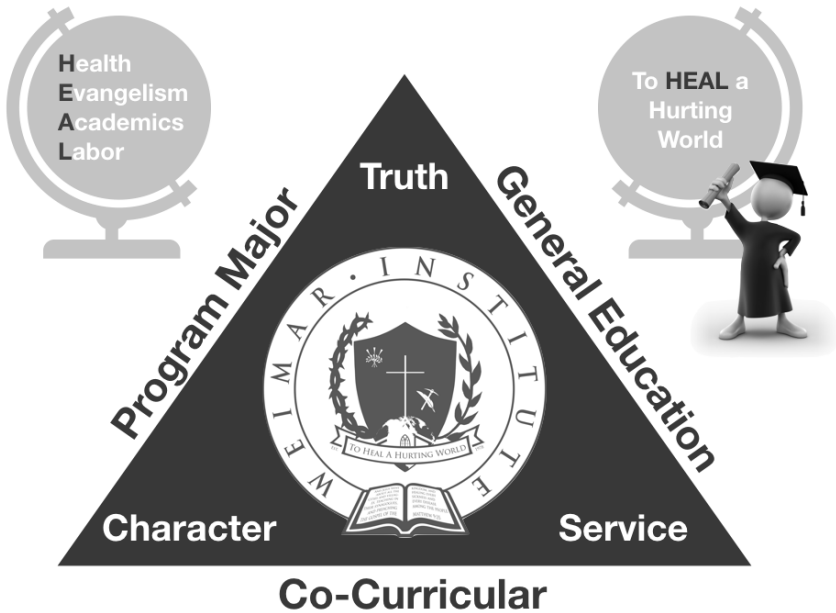 Health
Evangelism
Academics
Labor
To HEAL a
Hurting
World
Truth
Program Major
General Education
WEIMAR · INSTITUTE
TO HEAL A HURTING WORLD
Character
Service
Co-Curricular